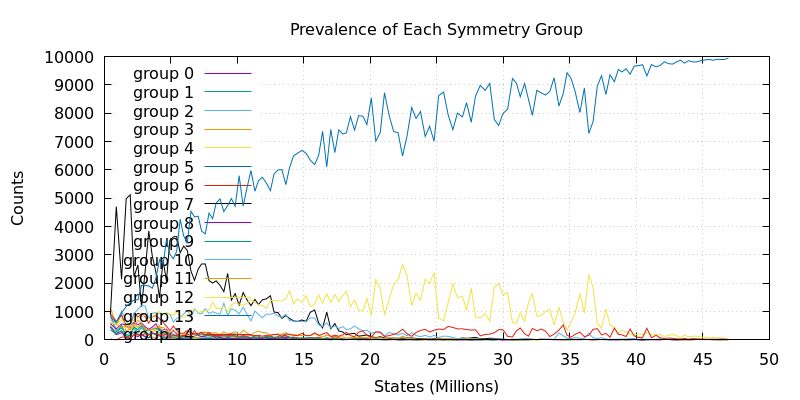 Prevalence of Each Symmetry Group
Counts
10000
9000
8000
7000
6000
5000
4000
3000
2000
1000
0
group 0
group 1
group 2
group 3
group 4
group 5
group 6
group 7
group 8
group 9
group 10
group 11
group 12
group 13
group 14
0 5 10 15 20 25 30 35 40 45 50
States (Millions)